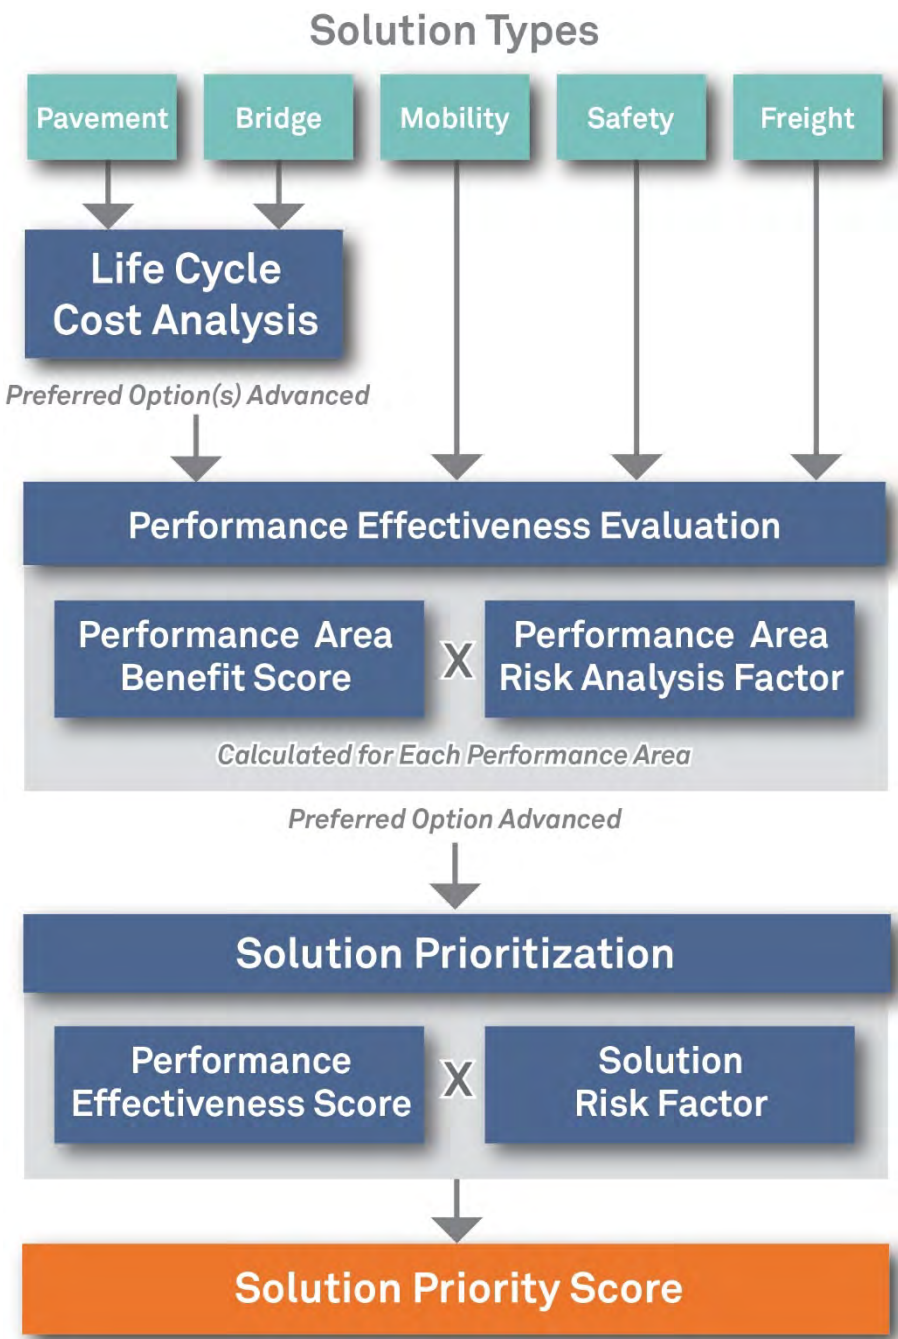 Solution Types
Pavement
Bridge
Mobility
Safety
Freight
Life Cycle
Cost Analysis
Preferred Option(s) Advanced
Performance Effectiveness Evaluation
Performance Area
Benefit Score
X
Performance Area
Risk Analysis Factor
Calculated for Each Performance Area
Preferred Option Advanced
Solution Prioritization
Performance
Effectiveness Score
X
Solution
Risk Factor
Solution Priority Score